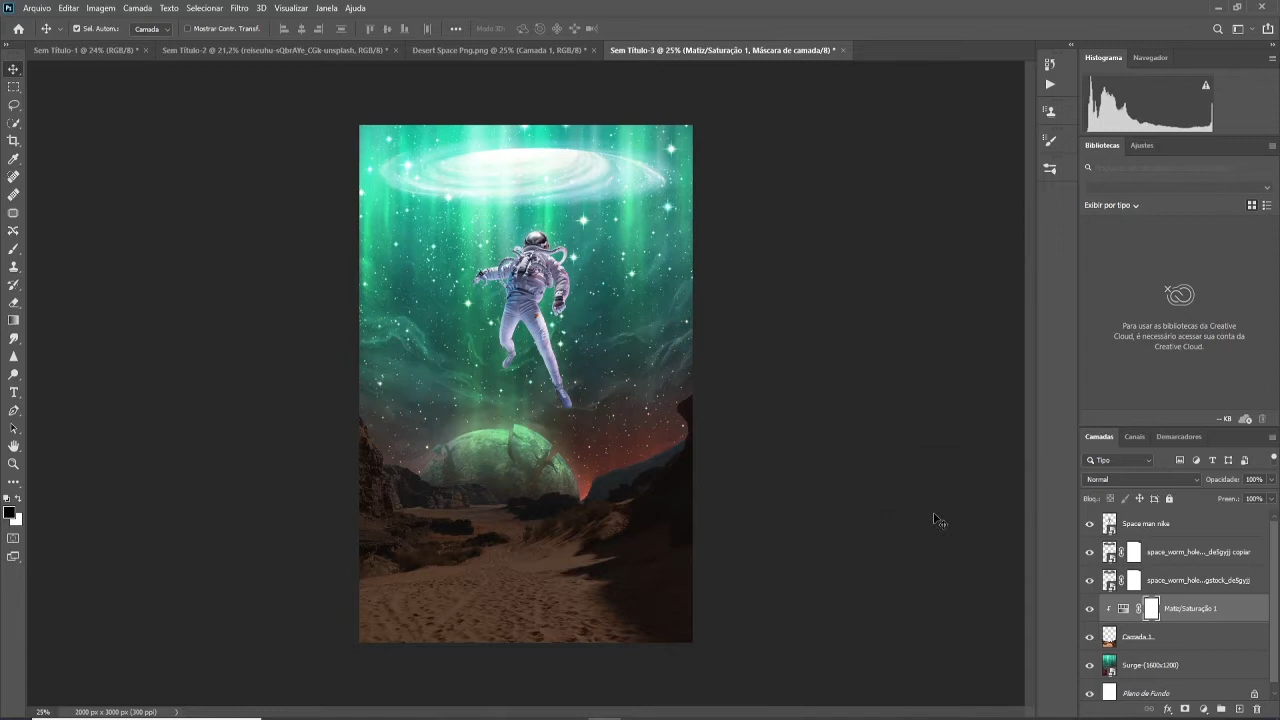 Arquivo Editar Imagem Camada Texto Selecionar Filtro 3D Visualizar Janela Ajuda
Sel. Autom.: Camada Mostrar Contr. Transf. Modo 3D:
Sem Título-1 @ 24% (RGB/8) * × Sem Título-2 @ 21,2% (reiseuhu-sQbrAYe_CGk-unsplash, RGB/8) * × Desert Space Png.png @ 25% (Camada 1, RGB/8) * × Sem Título-3 @ 25% (Matiz/Saturação 1, Máscara de camada/8) * ×
Histograma Navegador
Bibliotecas Ajustes
Exibir por tipo
Para usar as bibliotecas da Creative
Cloud, é necessário acessar sua conta da
Creative Cloud.
-- KB
Camadas Canais Demarcadores
Tipo
Normal Opacidade: 100%
Bloq.: Preen.: 100%
Space man nike
space_worm_hole..._de5gyjj copiar
space_worm_hole...gstock_de5gyjj
Matiz/Saturação 1
Camada 1
Surge-(1600x1200)
Plano de Fundo
25% 2000 px x 3000 px (300 ppi)